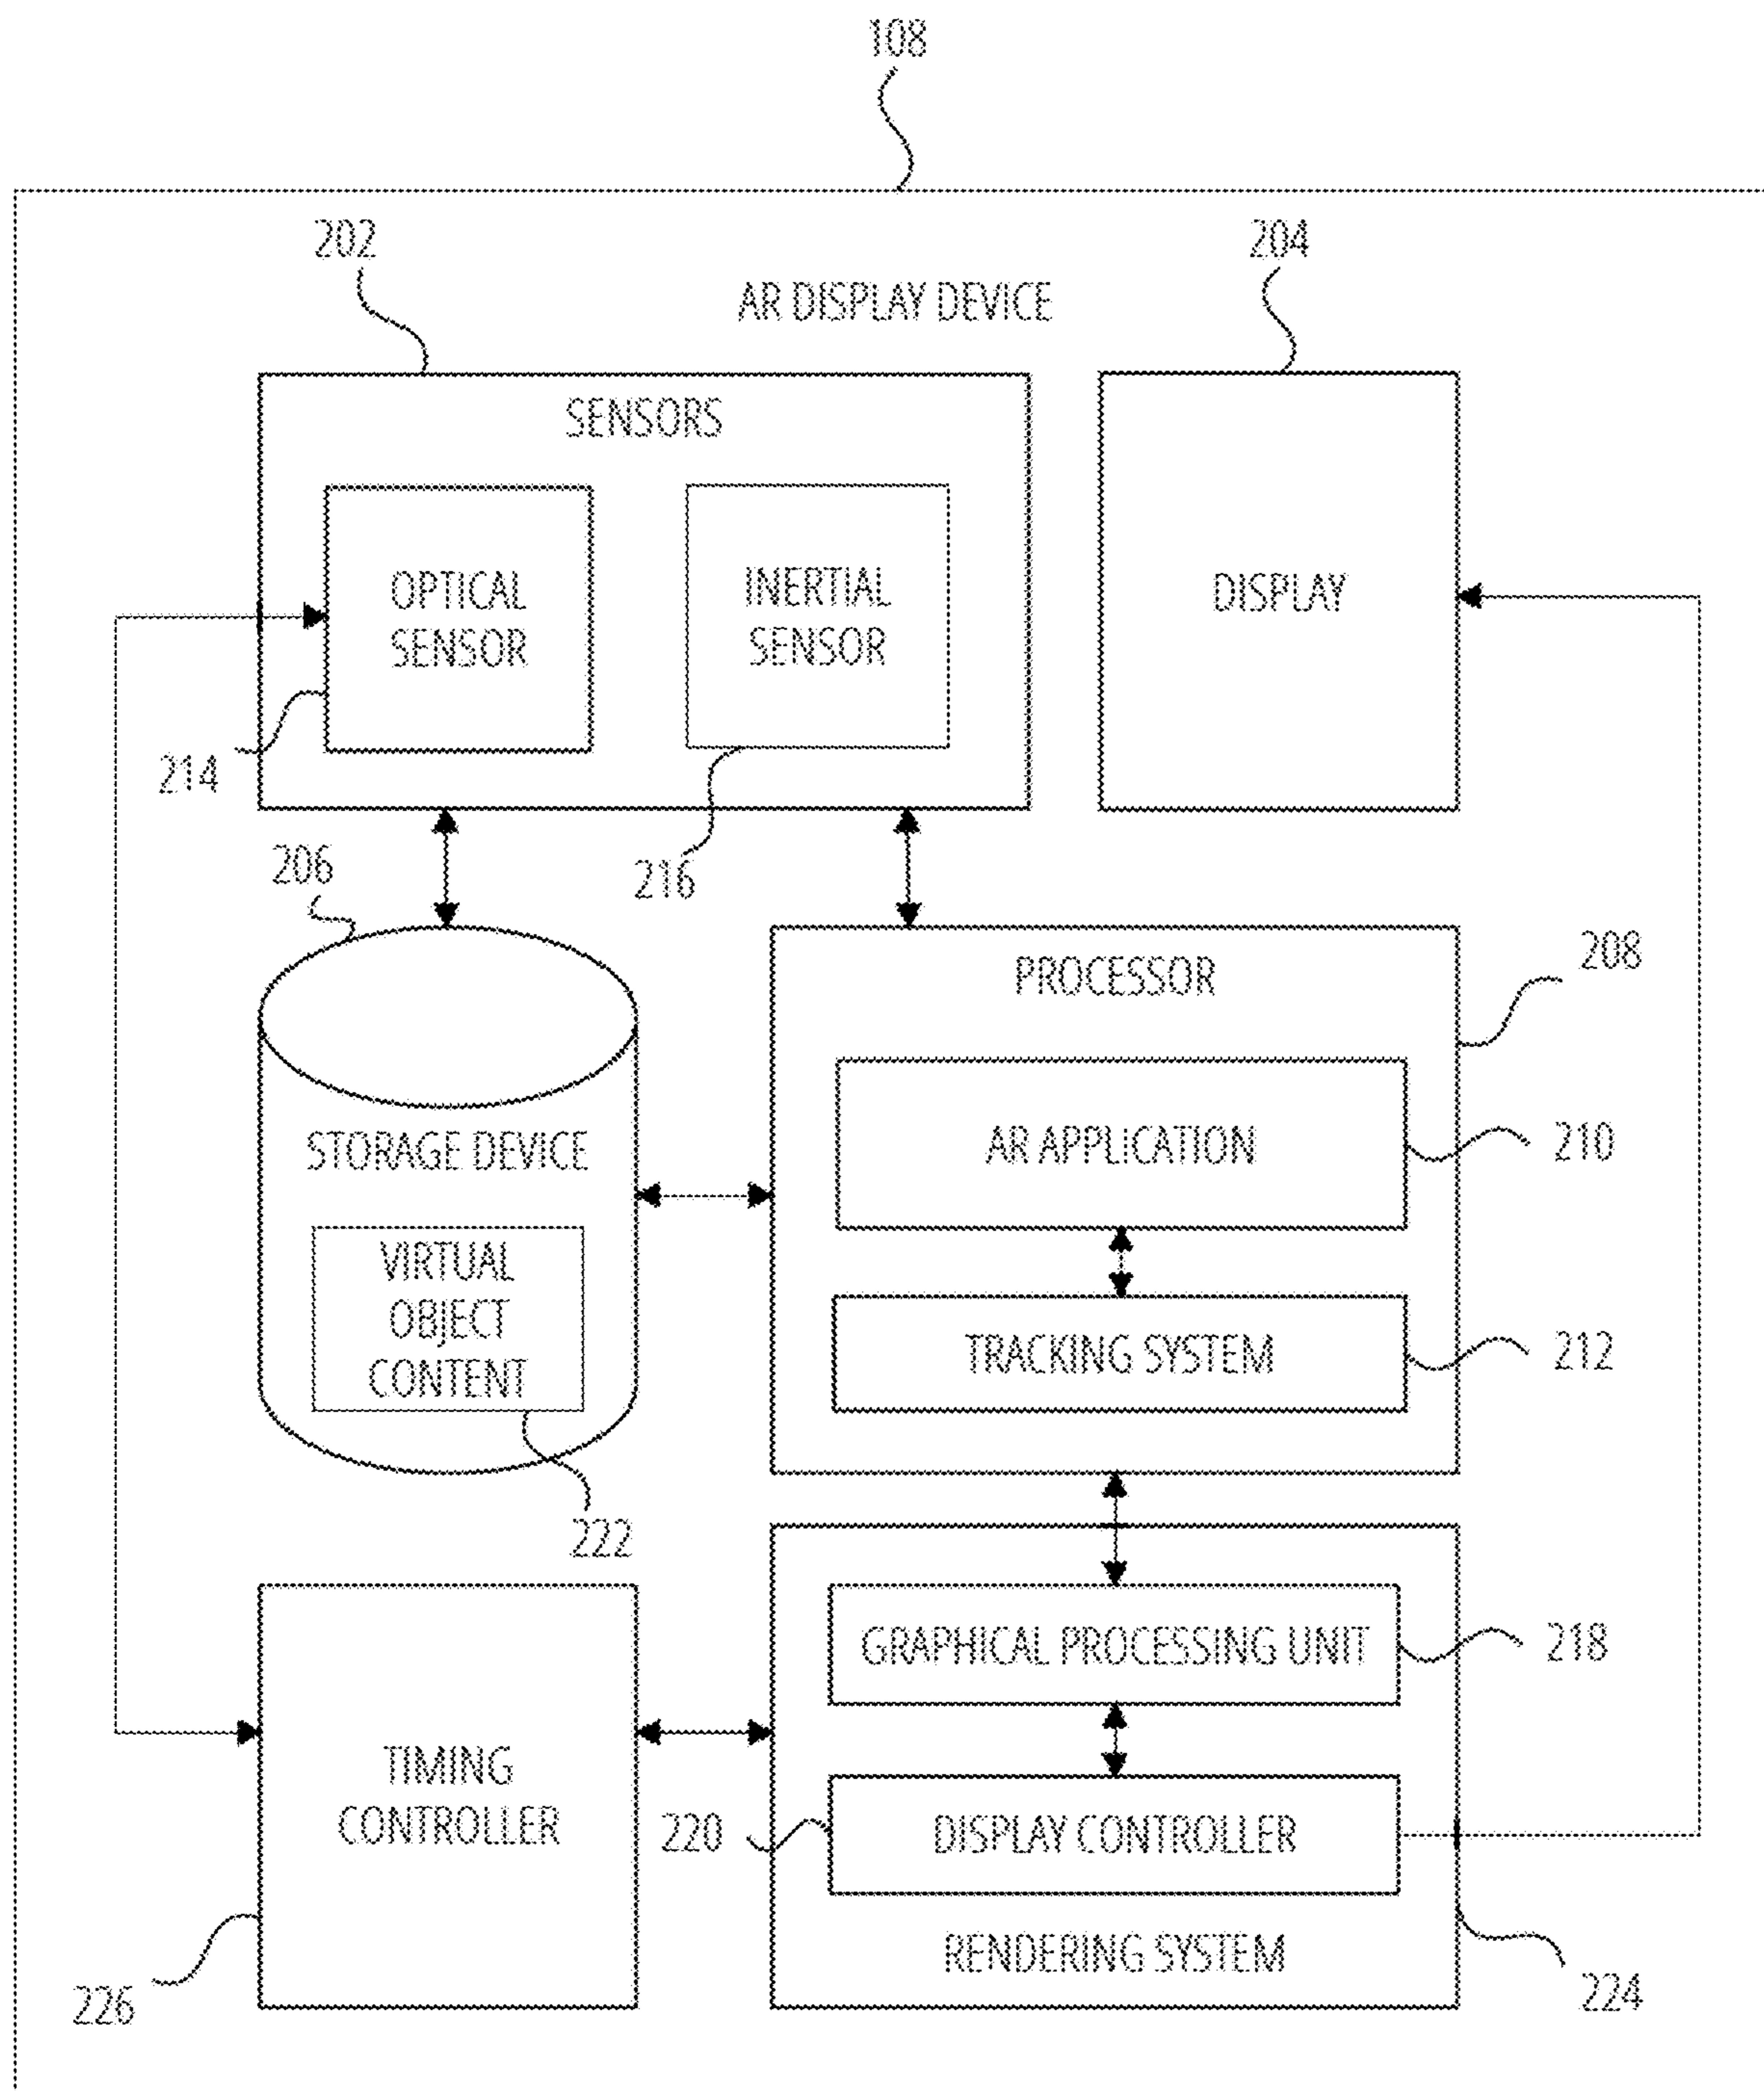 108
202
204
AR DISPLAY DEVICE
SENSORS
OPTICAL
SENSOR
INERTIAL
SENSOR
DISPLAY
214
206
216
PROCESSOR
208
AR APPLICATION
210
STORAGE DEVICE
VIRTUAL
OBJECT
CONTENT
TRACKING SYSTEM
212
222
GRAPHICAL PROCESSING UNIT
218
TIMING
CONTROLLER
220
DISPLAY CONTROLLER
RENDERING SYSTEM
226
224